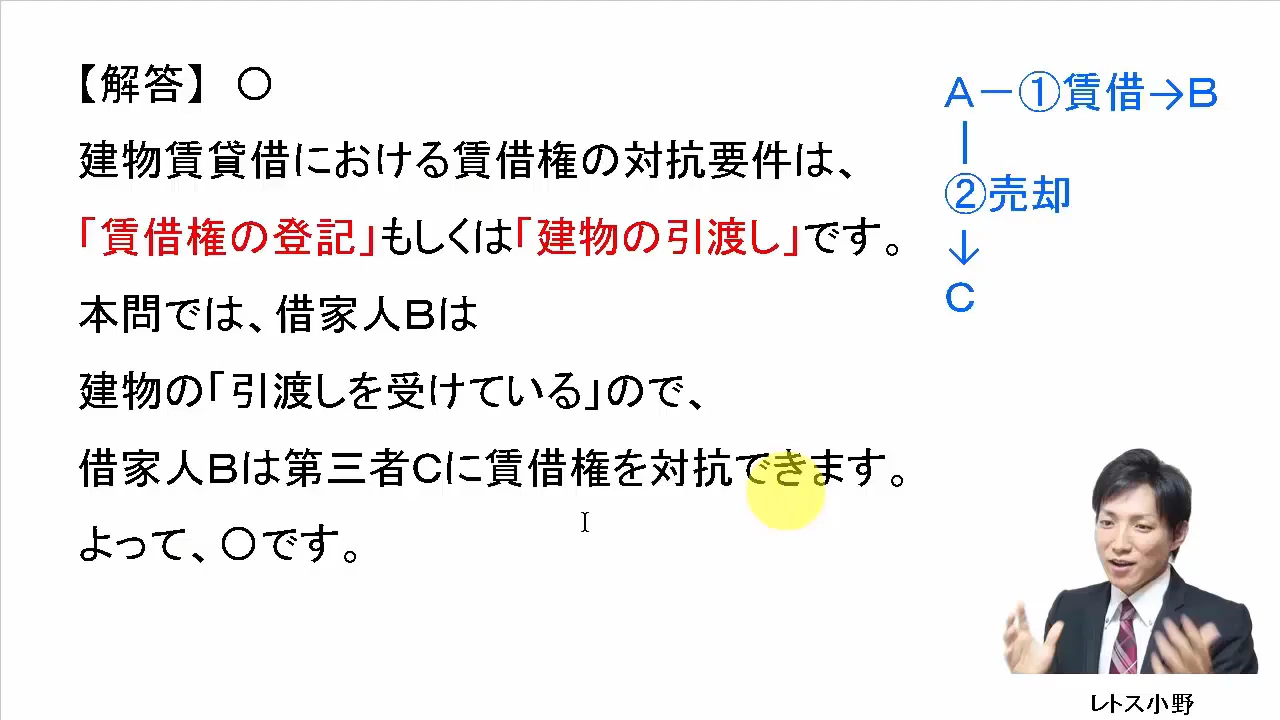 【解答】 ○
建物賃貸借における賃借権の対抗要件は、
「賃借権の登記」もしくは「建物の引渡し」です。
本問では、借家人Bは
建物の「引渡しを受けている」ので、
借家人Bは第三者Cに賃借権を対抗できます。
よって、○です。
A－①賃借→B
｜
②売却
↓
C
レトス小野